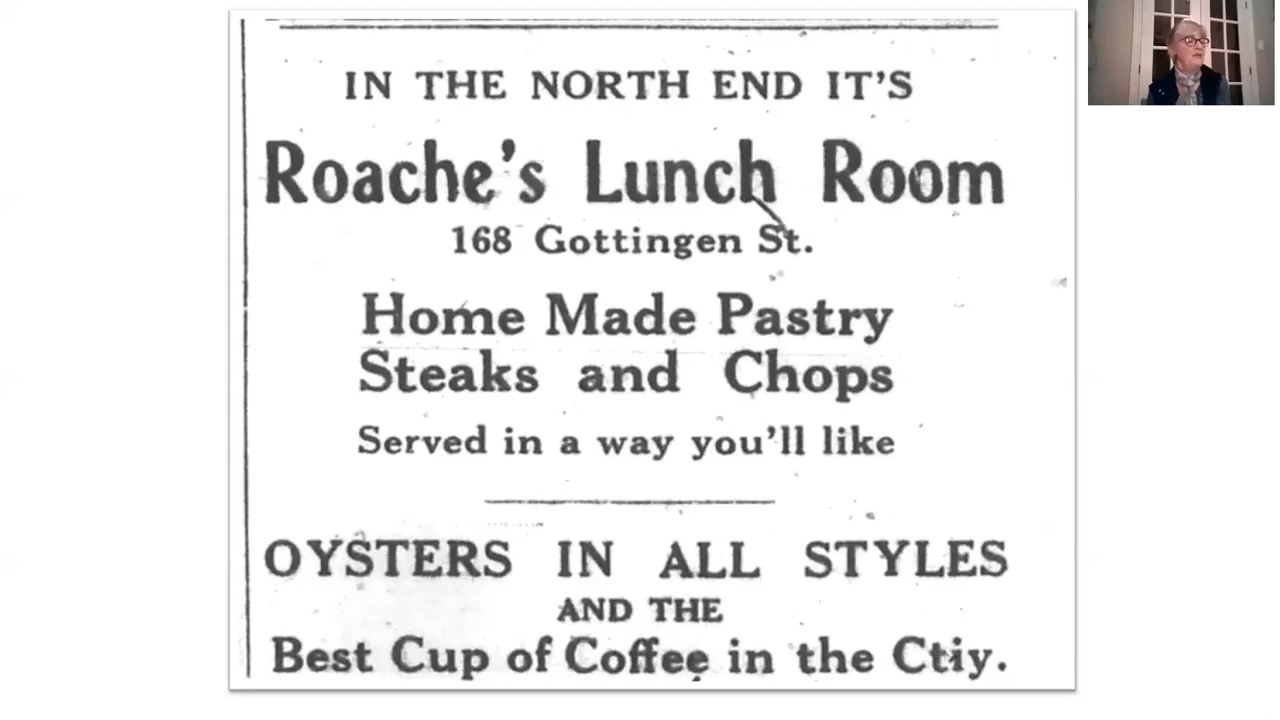 IN THE NORTH END IT'S
Roache's Lunch Room
168 Gottingen St.
Home Made Pastry
Steaks and Chops
Served in a way you'll like
OYSTERS IN ALL STYLES
AND THE
Best Cup of Coffee in the Ctiy.